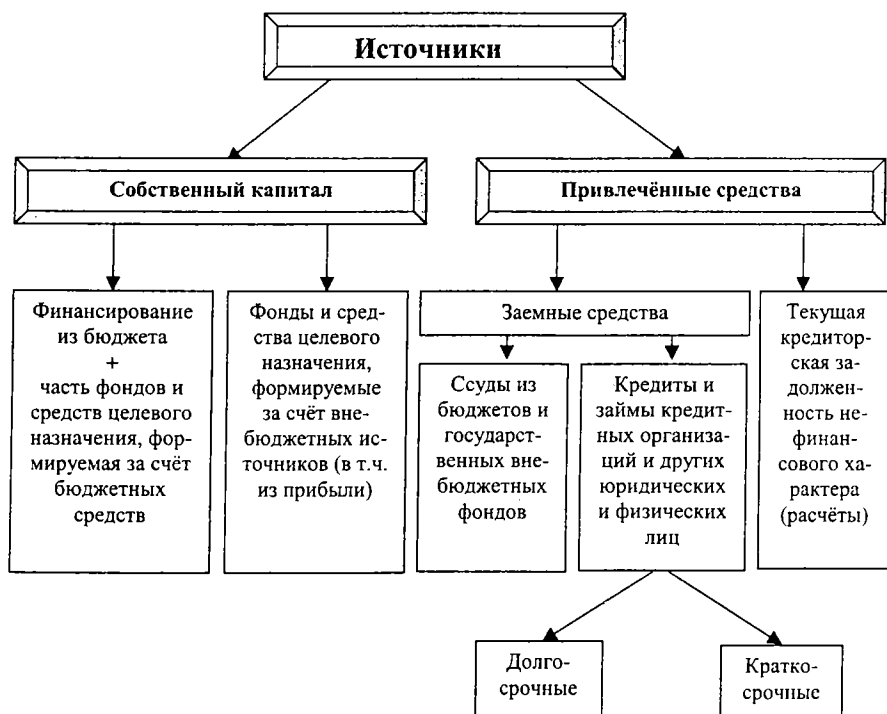 Источники
Собственный капитал
Привлечённые средства
Финансирование
из бюджета
+
часть фондов и
средств целевого
назначения, фор-
мируемая за счёт
бюджетных
средств
Фонды и сред-
ства целевого
назначения,
формируемые
за счёт вне-
бюджетных ис-
точников (в т.ч.
из прибыли)
Заемные средства
Ссуды из
бюджетов и
государст-
венных вне-
бюджетных
фондов
Кредиты и
займы кредит-
ных организа-
ций и других
юридических
и физических
лиц
Текущая
кредитор-
ская за-
должен-
ность не-
финан-
сового ха-
рактера
(расчёты)
Долго-
срочные
Кратко-
срочные